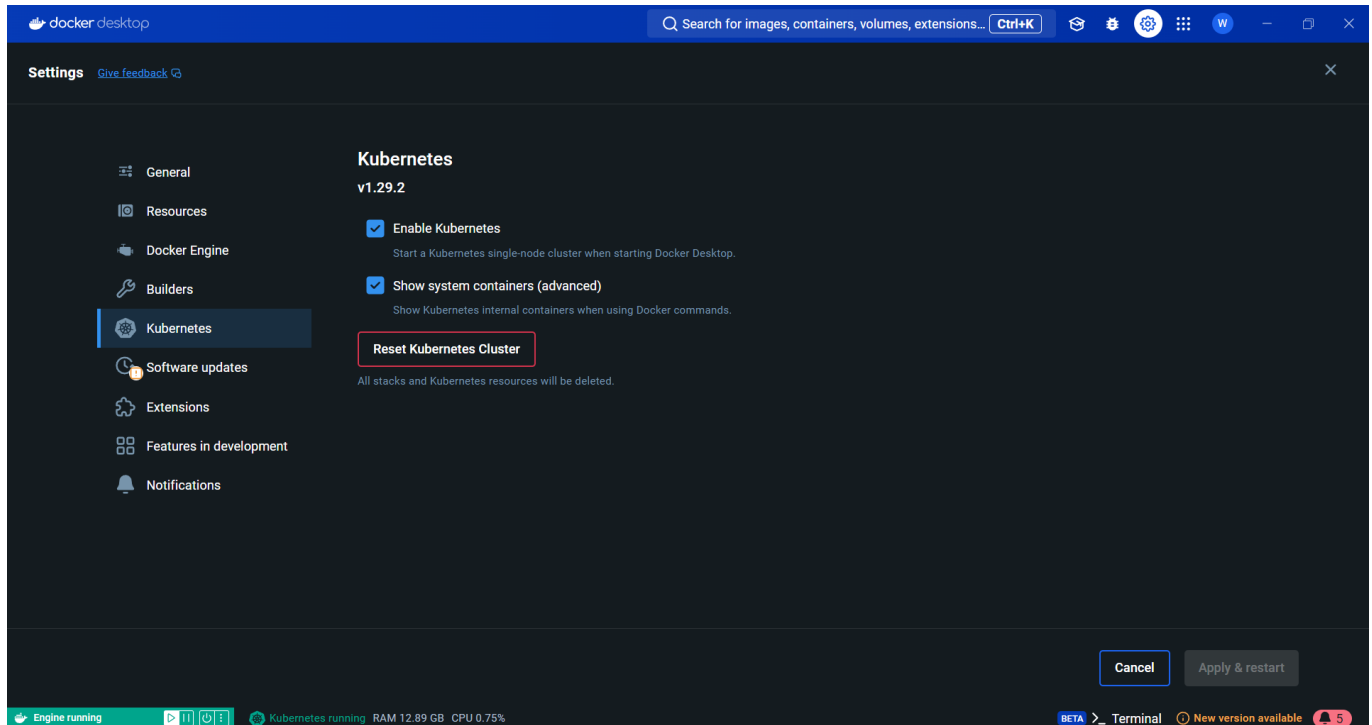 docker desktop
Search for images, containers, volumes, extensions... Ctrl+K
W
Settings Give feedback
General
Resources
Docker Engine
Builders
Kubernetes
Software updates
Extensions
Features in development
Notifications
Kubernetes
v1.29.2
Enable Kubernetes
Start a Kubernetes single-node cluster when starting Docker Desktop.
Show system containers (advanced)
Show Kubernetes internal containers when using Docker commands.
Reset Kubernetes Cluster
All stacks and Kubernetes resources will be deleted.
Cancel Apply & restart
Engine running Kubernetes running RAM 12.89 GB CPU 0.75% BETA >_ Terminal New version available 5